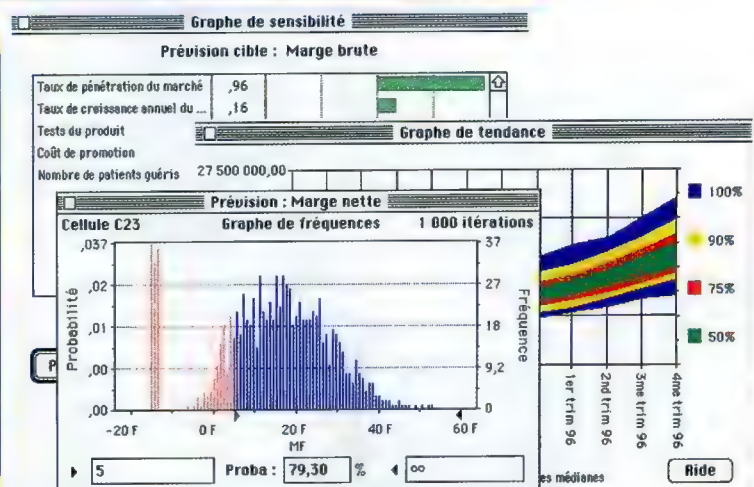 Graphe de sensibilité
Prévision cible : Marge brute
Taux de pénétration du marché ,96
Taux de creissance annuel du ... ,16
Tests du produit
Coût de promotion
Nombre de patients guéris
Graphe de tendance
27 500 000,00
100%
90%
75%
50%
1er trim 96
2nd trim 96
3me trim 96
4me trim 96
es médianes
Ride
Prévision : Marge nette
Cellule C23 Graphe de fréquences 1 000 itérations
Probabilité
,037
,02
,01
,00
,00
37
27
18
9,2
0
Fréquence
-20 F 0 F 20 F 40 F 60 F
MF
5 Proba : 79,30 % ∞
P